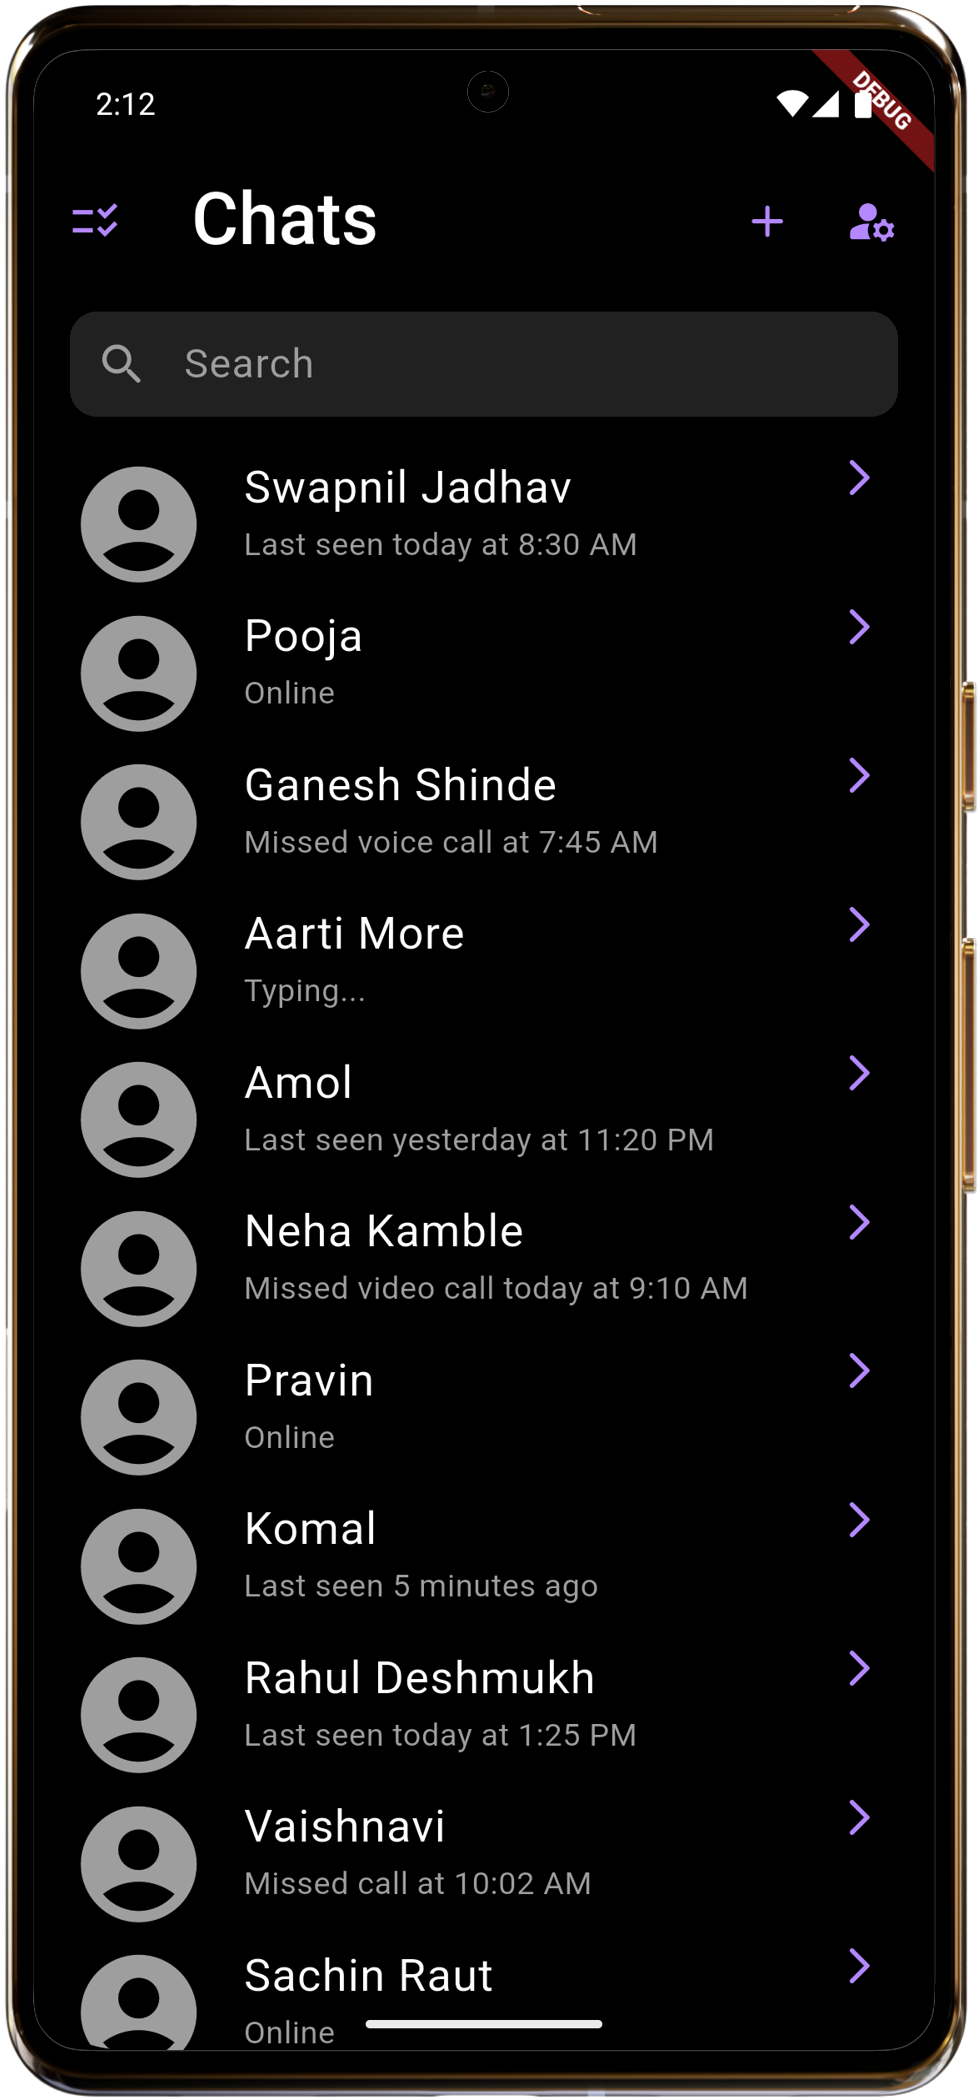 2:12
DEBUG
Chats
Search
Swapnil Jadhav
Last seen today at 8:30 AM
Pooja
Online
Ganesh Shinde
Missed voice call at 7:45 AM
Aarti More
Typing...
Amol
Last seen yesterday at 11:20 PM
Neha Kamble
Missed video call today at 9:10 AM
Pravin
Online
Komal
Last seen 5 minutes ago
Rahul Deshmukh
Last seen today at 1:25 PM
Vaishnavi
Missed call at 10:02 AM
Sachin Raut
Online